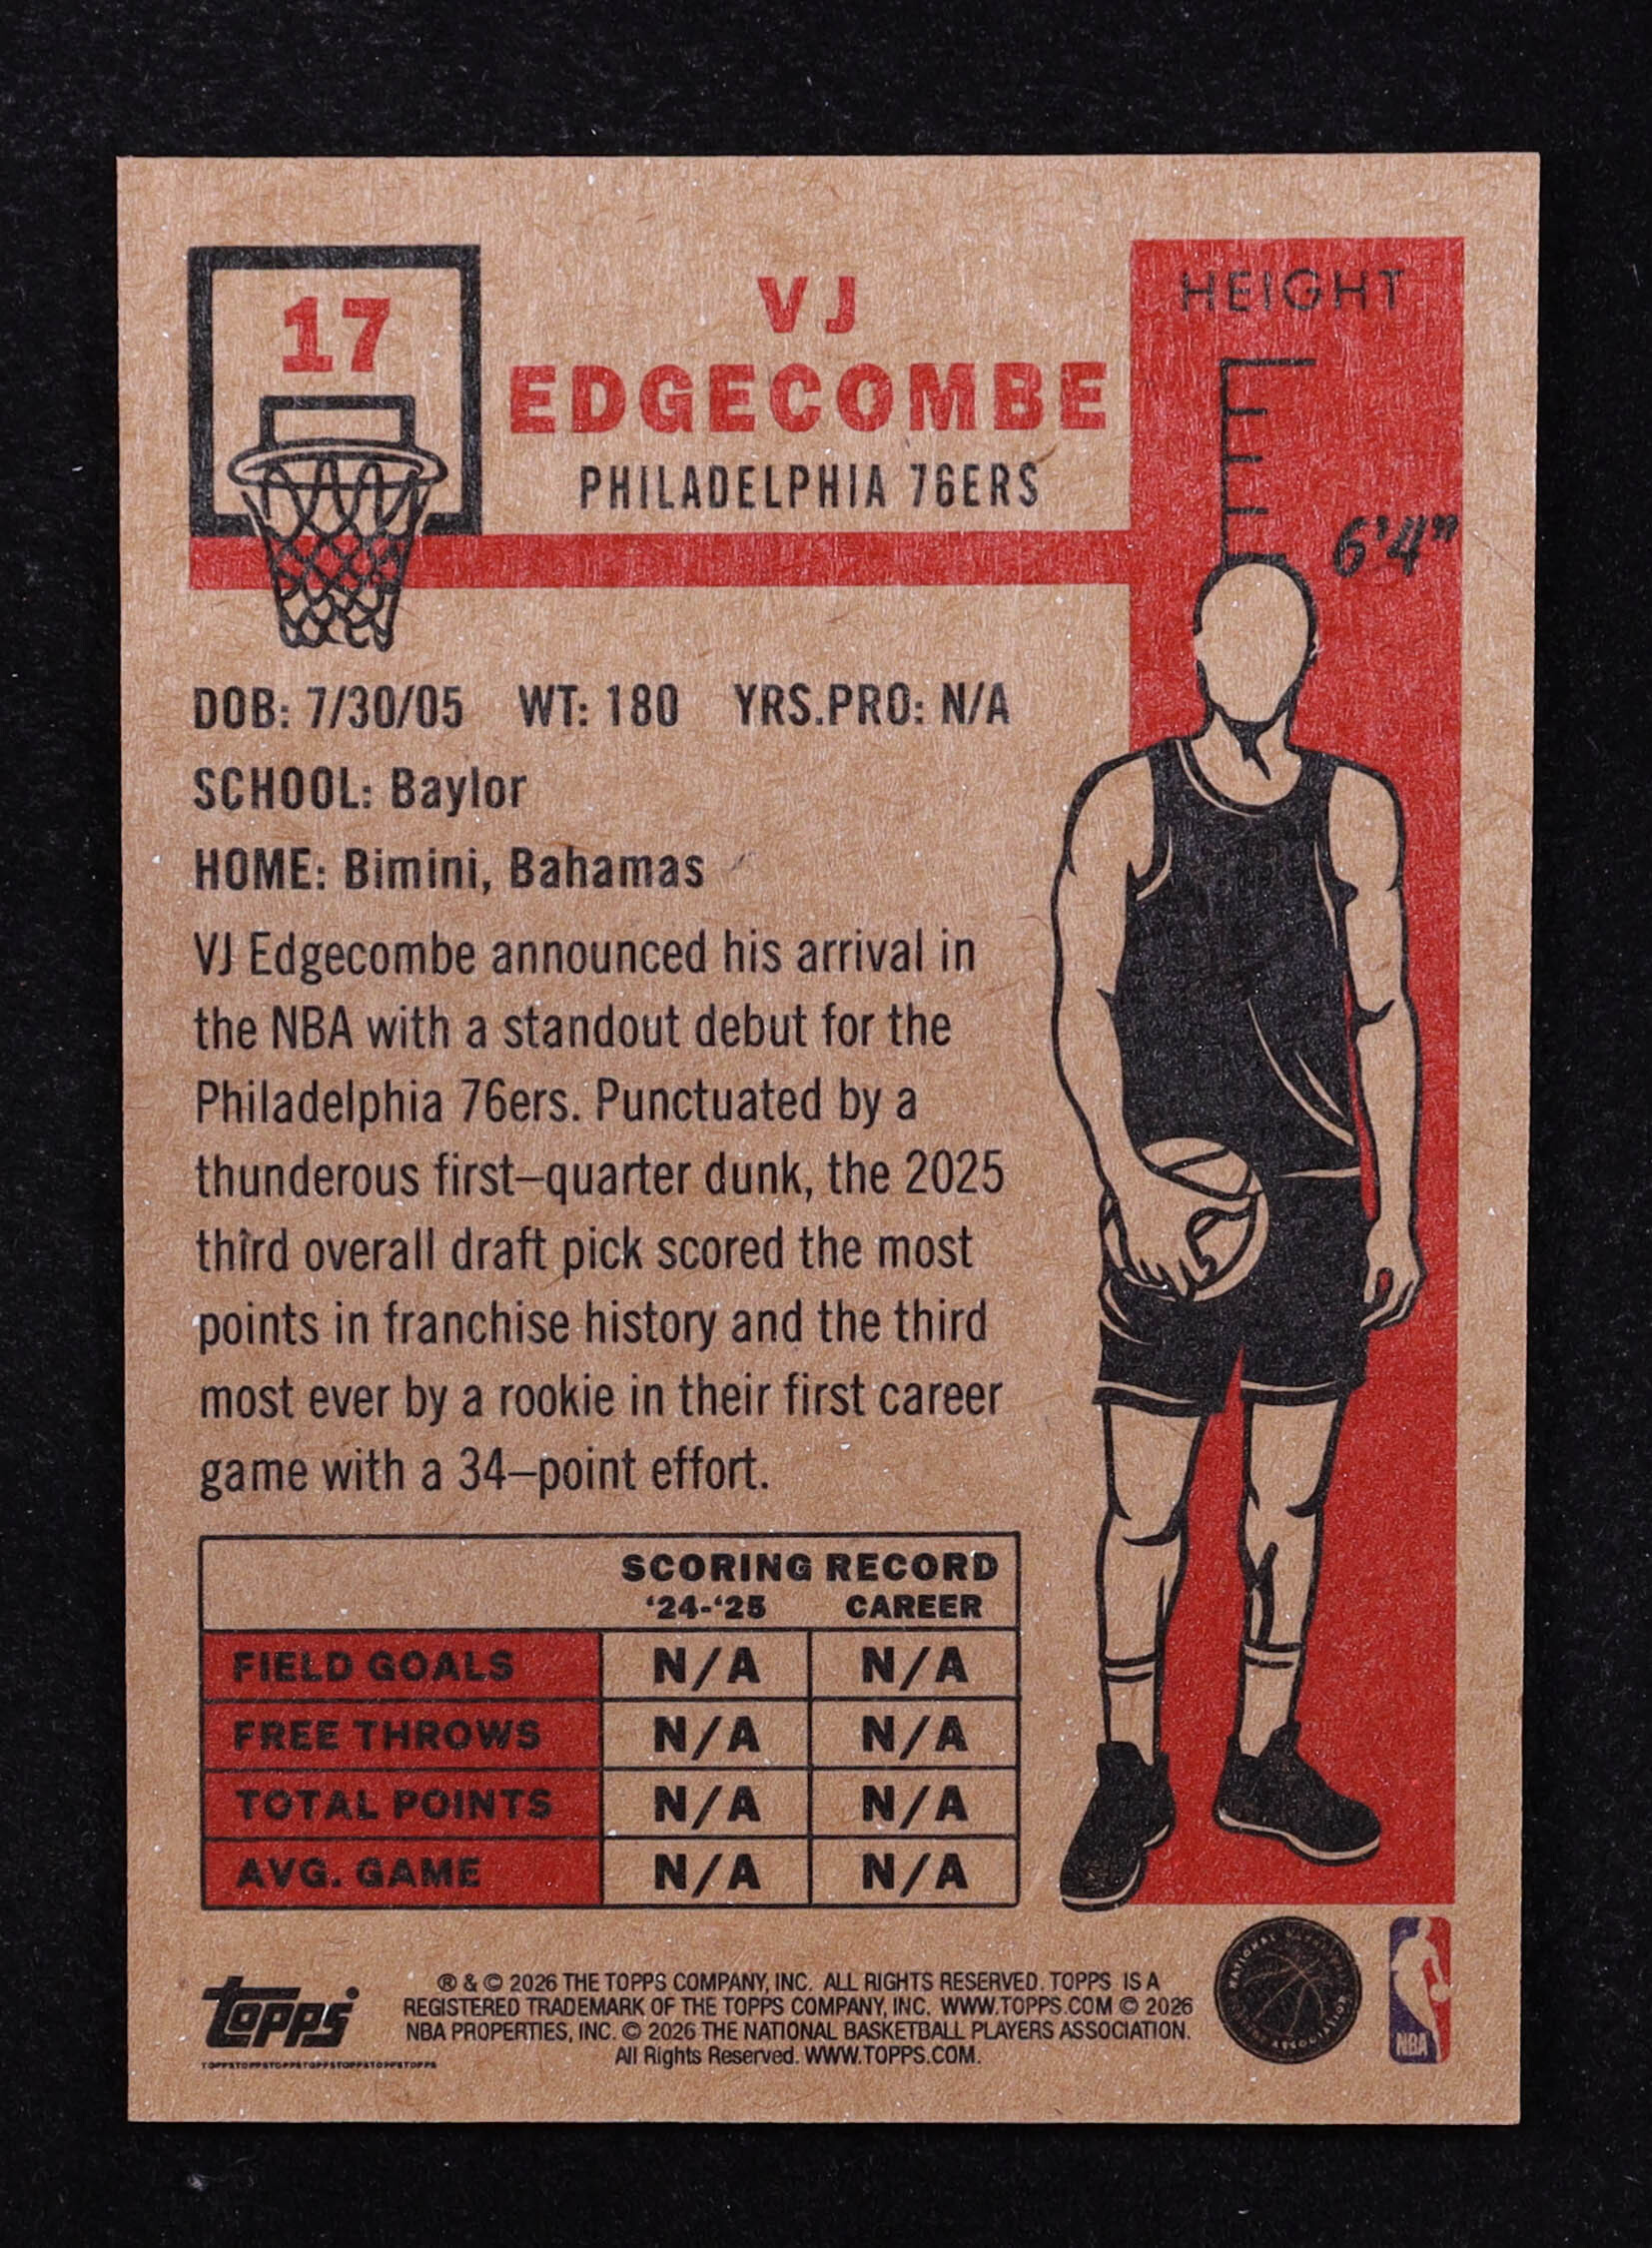 17
VJ
EDGECOMBE
PHILADELPHIA 76ERS
HEIGHT
6'4"
DOB: 7/30/05 WT: 180 YRS.PRO: N/A
SCHOOL: Baylor
HOME: Bimini, Bahamas
VJ Edgecombe announced his arrival in
the NBA with a standout debut for the
Philadelphia 76ers. Punctuated by a
thunderous first–quarter dunk, the 2025
third overall draft pick scored the most
points in franchise history and the third
most ever by a rookie in their first career
game with a 34–point effort.
SCORING RECORD
‘24-‘25 CAREER
FIELD GOALS N/A N/A
FREE THROWS N/A N/A
TOTAL POINTS N/A N/A
AVG. GAME N/A N/A
Topps
TOPPSTOPPSTOPPSTOPPSTOPPSTOPPSTOPPS
® & © 2026 THE TOPPS COMPANY, INC. ALL RIGHTS RESERVED. TOPPS IS A
REGISTERED TRADEMARK OF THE TOPPS COMPANY, INC. WWW.TOPPS.COM © 2026
NBA PROPERTIES, INC. © 2026 THE NATIONAL BASKETBALL PLAYERS ASSOCIATION.
All Rights Reserved. WWW.TOPPS.COM.
NATIONAL BASKETBALL
ASSOCIATION
NBA